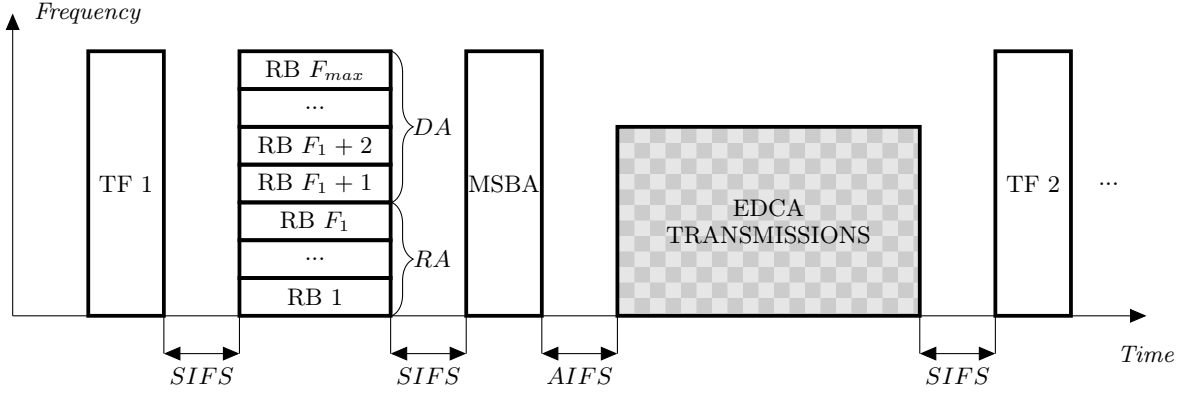 Frequency
TF 1
RB F_max
...
RB F_1 + 2
RB F_1 + 1
RB F_1
...
RB 1
DA
RA
MSBA
EDCA
TRANSMISSIONS
TF 2
...
SIFS
SIFS
AIFS
SIFS
Time